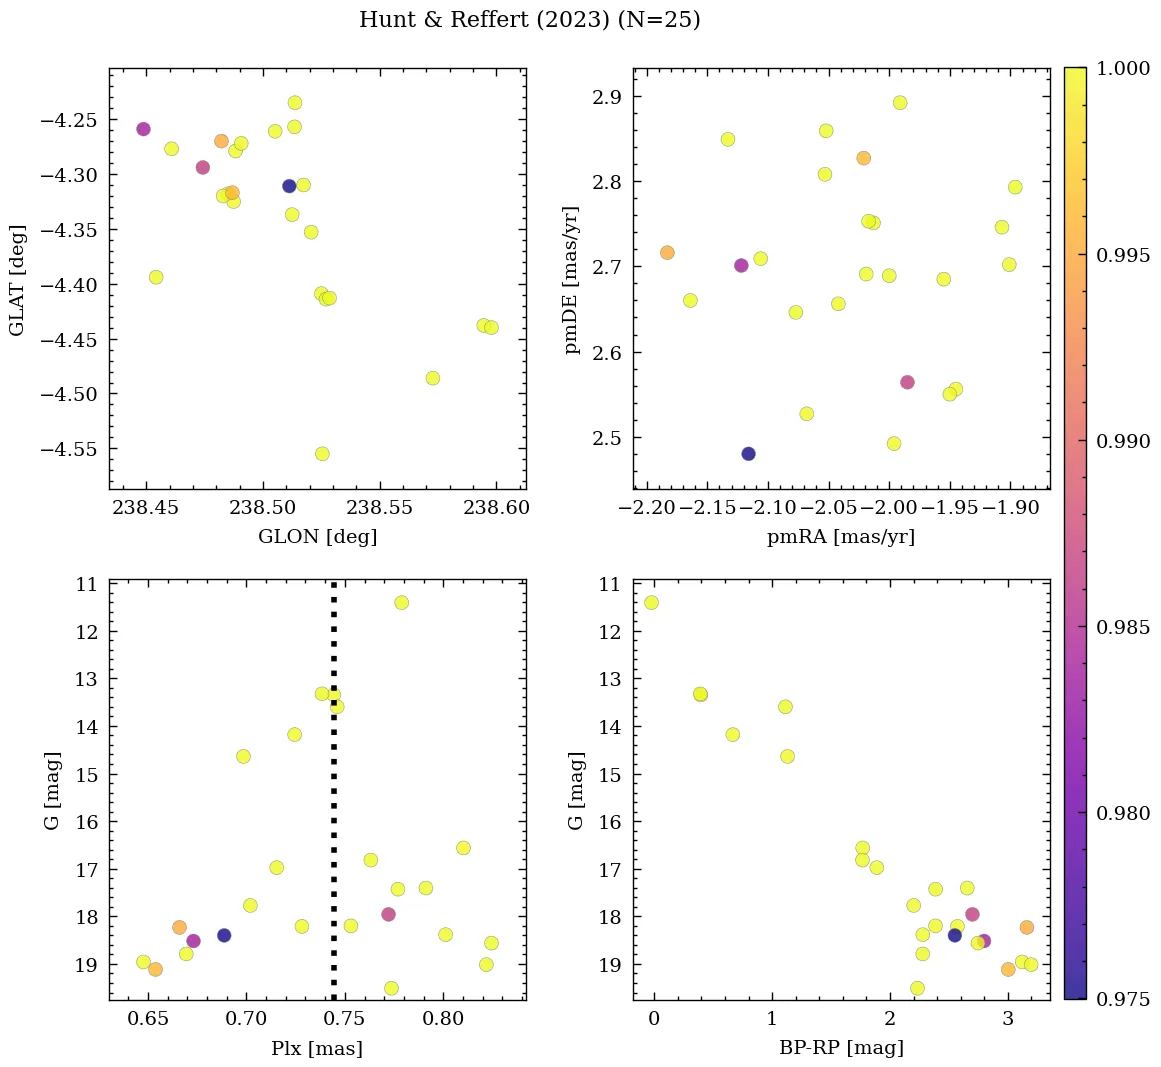 Hunt & Reffert (2023) (N=25)
−4.25
−4.30
−4.35
−4.40
−4.45
−4.50
−4.55
GLAT [deg]
238.45 238.50 238.55 238.60
GLON [deg]
2.9
2.8
2.7
2.6
2.5
pmDE [mas/yr]
−2.20 −2.15 −2.10 −2.05 −2.00 −1.95 −1.90
pmRA [mas/yr]
11
12
13
14
15
16
17
18
19
G [mag]
0.65 0.70 0.75 0.80
Plx [mas]
11
12
13
14
15
16
17
18
19
G [mag]
0 1 2 3
BP-RP [mag]
1.000
0.995
0.990
0.985
0.980
0.975